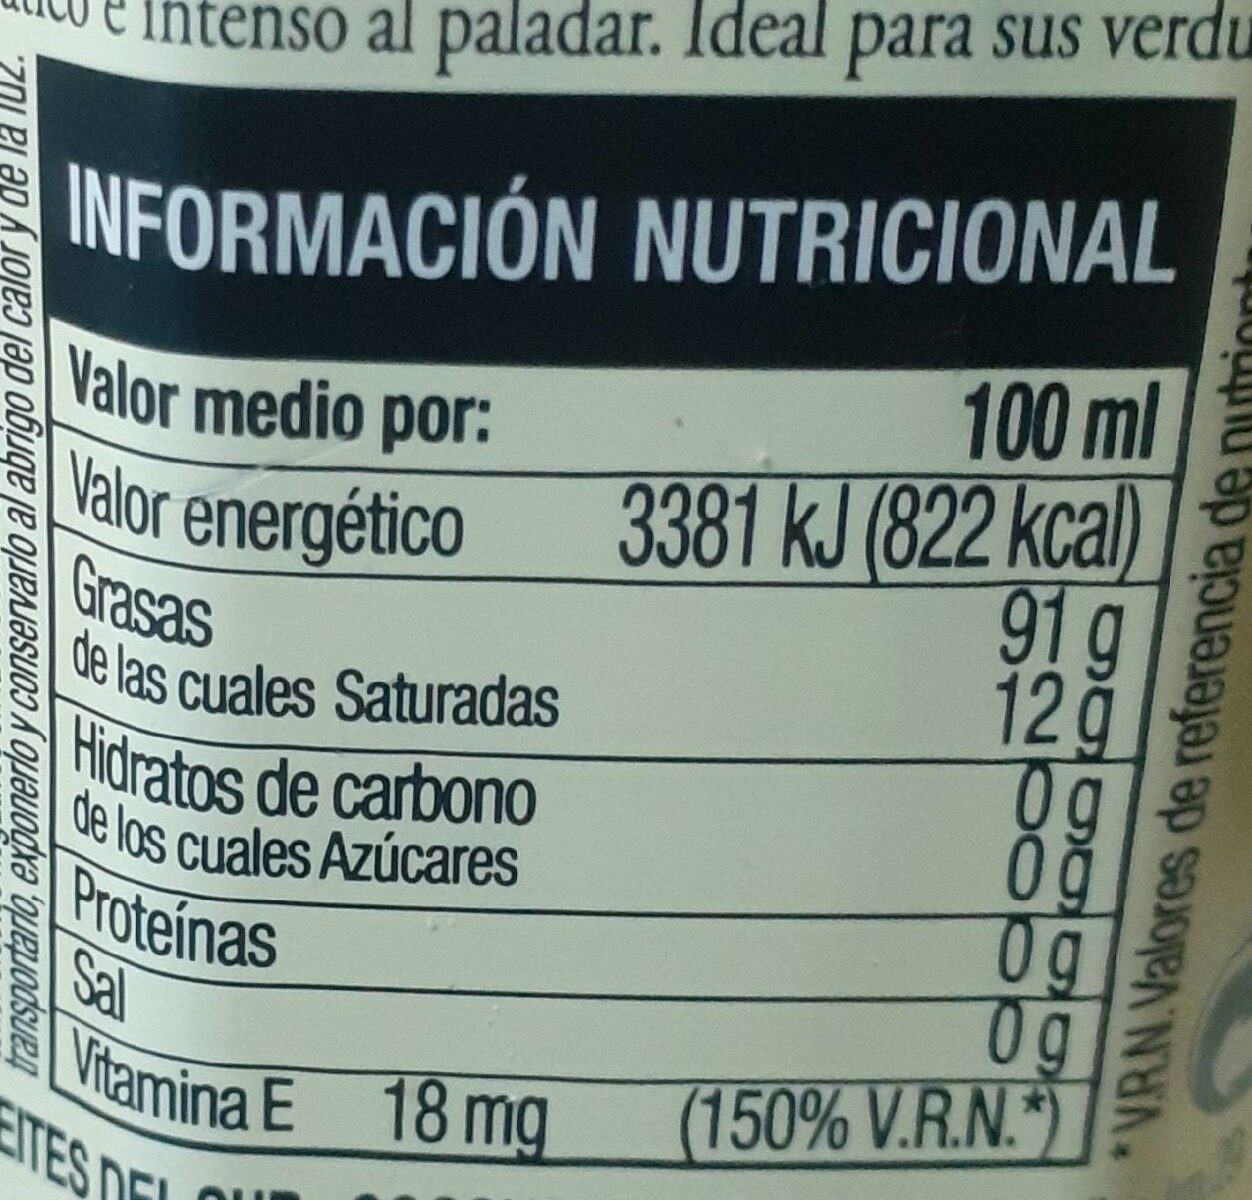 e intenso al paladar. Ideal para sus
INFORMACIÓN NUTRICIONAL
Valor medio por: 100 ml
Valor energético 3381 kJ (822 kcal)
Grasas 91 g
de las cuales Saturadas 12 g
Hidratos de carbono 0 g
de los cuales Azúcares 0 g
Proteínas 0 g
Sal 0 g
Vitamina E 18 mg (150% V.R.N.*)
transportarlo, exponerlo y conservarlo al abrigo del calor y de la luz.
*V.R.N. Valores de referencia de
DEL SUR